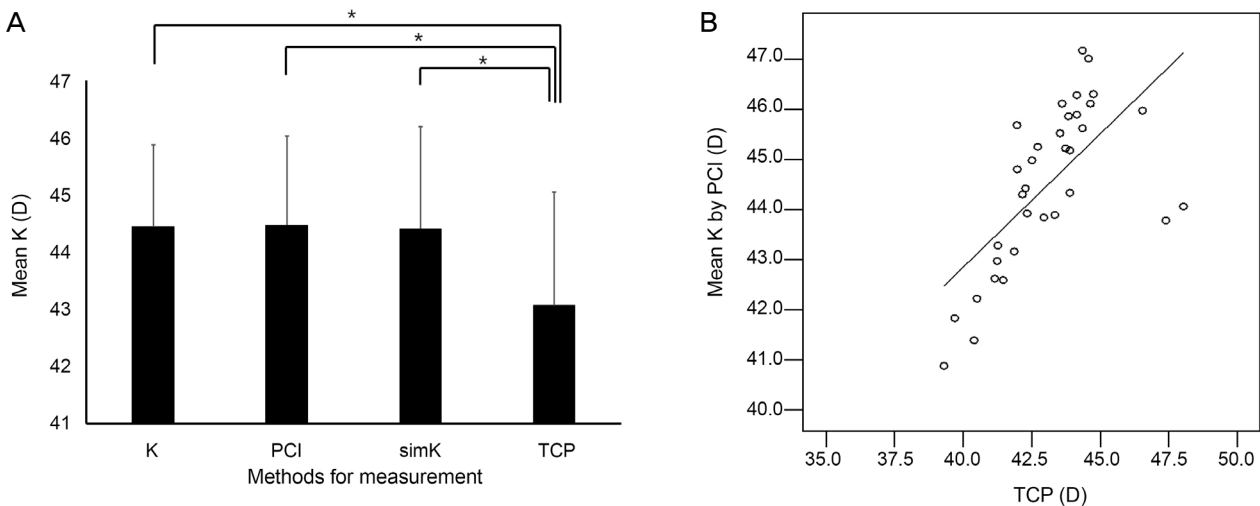 A
*
*
*
47
46
45
44
43
42
41
Mean K (D)
K PCI simK TCP
Methods for measurement
B
47.0
46.0
45.0
44.0
43.0
42.0
41.0
40.0
Mean K by PCI (D)
35.0 37.5 40.0 42.5 45.0 47.5 50.0
TCP (D)